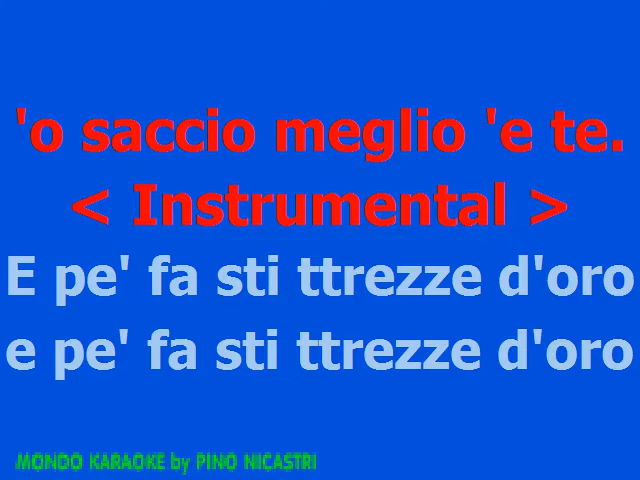 'o saccio meglio 'e te.
< Instrumental >
E pe' fa sti ttrezze d'oro
e pe' fa sti ttrezze d'oro
MONDO KARAOKE by PINO NICASTRI